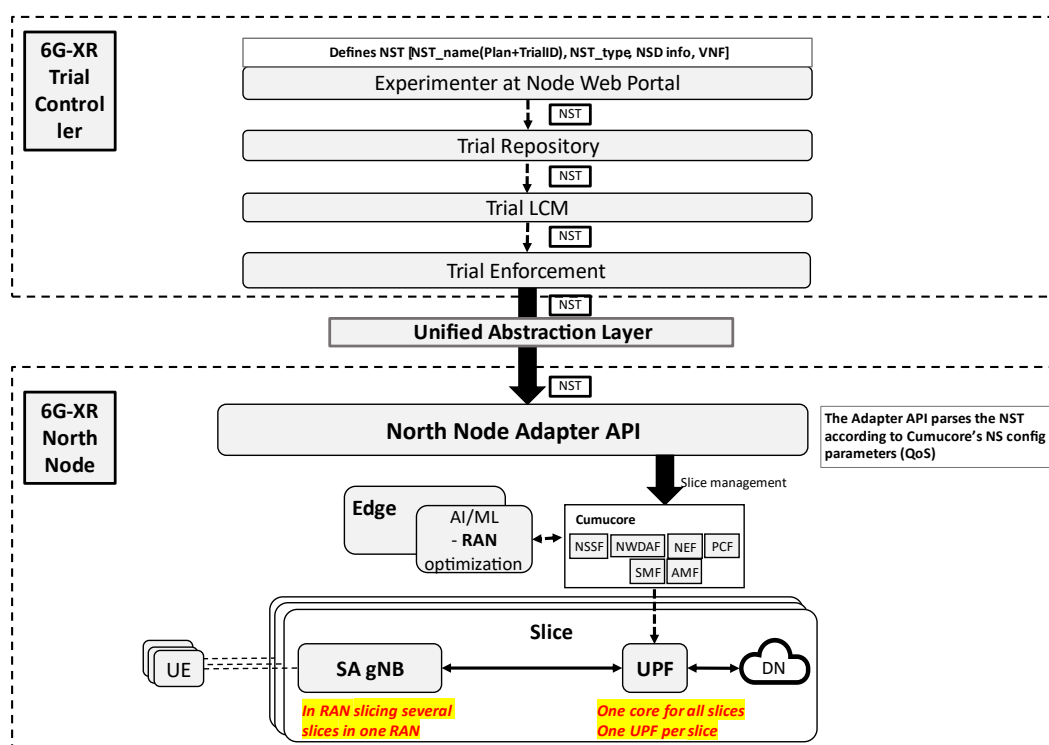 Defines NST [NST_name(Plan+TrialID), NST_type, NSD info, VNF]
6G-XR
Trial
Control
ler
Experimenter at Node Web Portal
NST
Trial Repository
NST
Trial LCM
NST
Trial Enforcement
NST
Unified Abstraction Layer
NST
6G-XR
North
Node
North Node Adapter API
The Adapter API parses the NST
according to Cumucore's NS config
parameters (QoS)
Slice management
Edge
AI/ML
- RAN
optimization
Cumucore
NSSF NWDAF NEF PCF
SMF AMF
Slice
UE
SA gNB
UPF
DN
In RAN slicing several
slices in one RAN
One core for all slices
One UPF per slice